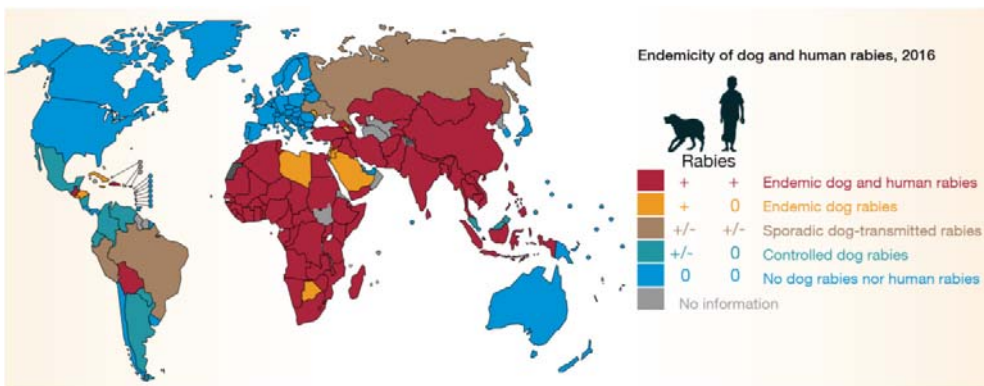 Endemicity of dog and human rabies, 2016
Rabies
+ + Endemic dog and human rabies
+ 0 Endemic dog rabies
+/- +/- Sporadic dog-transmitted rabies
+/- 0 Controlled dog rabies
0 0 No dog rabies nor human rabies
No information